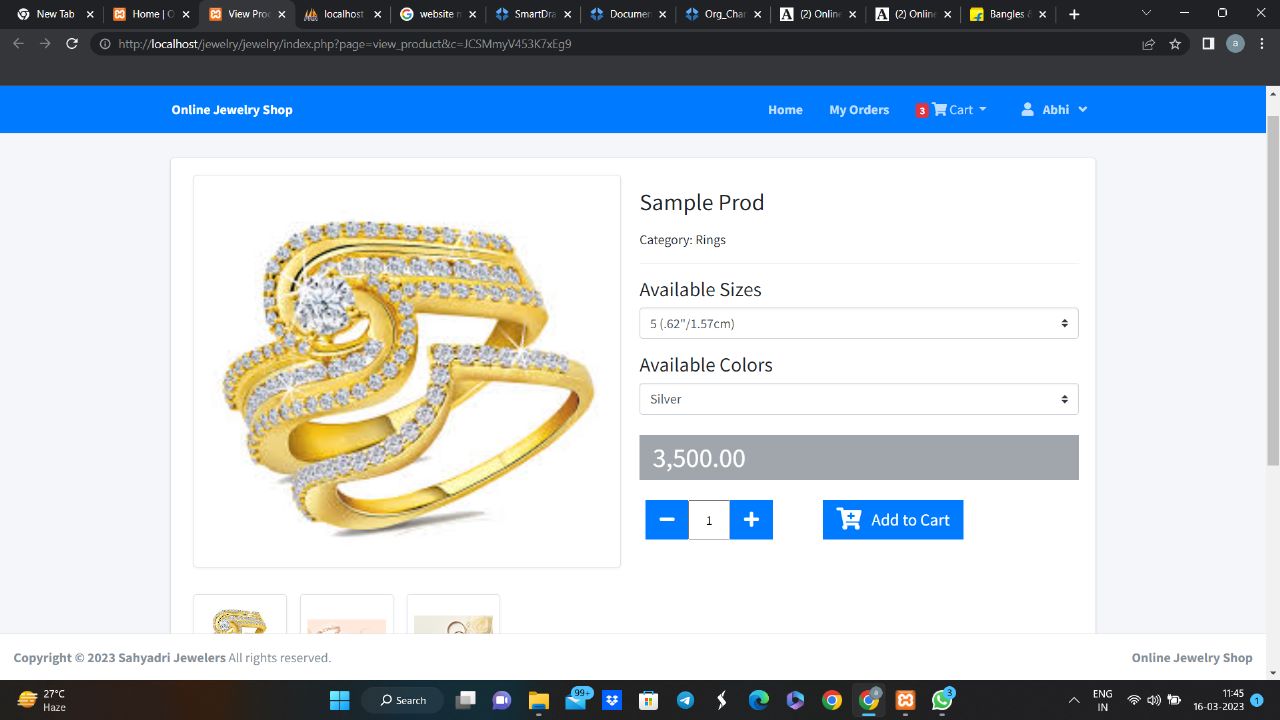 New Tab
Home | O
View Pro
localhost
website n
SmartDra
Documen
Org_Char
(2) Online
(2) Online
Bangles &
http://localhost/jewelry/jewelry/index.php?page=view_product&c=JCSMmyV453K7xEg9
a
Online Jewelry Shop
Home
My Orders
3 Cart
Abhi
Sample Prod
Category: Rings
Available Sizes
5 (.62"/1.57cm)
Available Colors
Silver
3,500.00
1
Add to Cart
Copyright © 2023 Sahyadri Jewelers All rights reserved.
Online Jewelry Shop
27°C
Haze
Search
99+
3
ENG
IN
11:45
16-03-2023
1